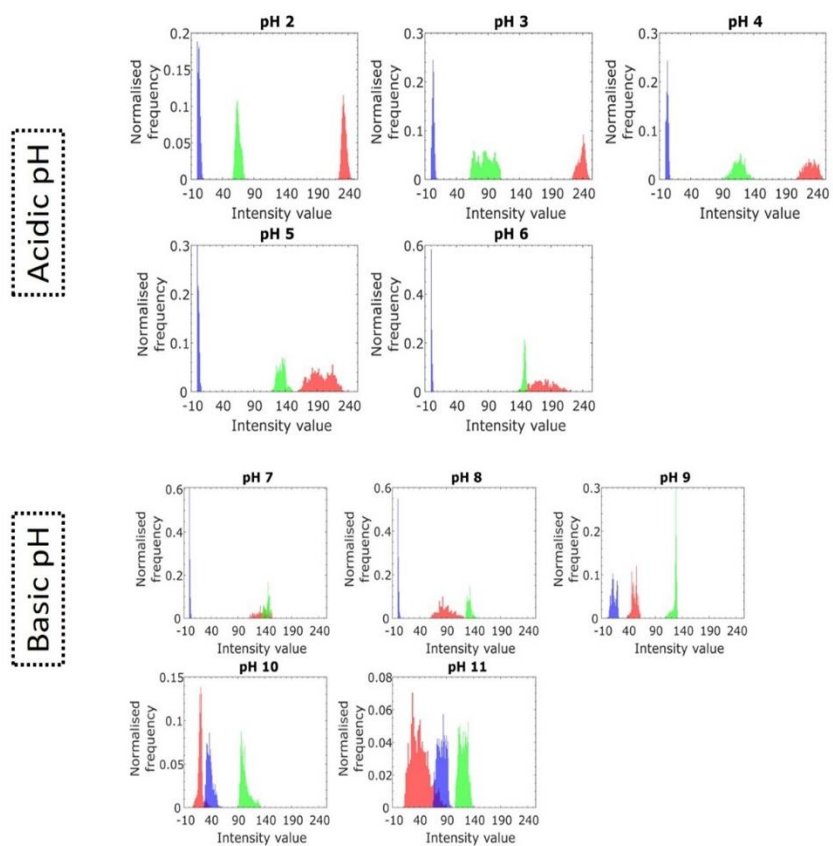 Acidic pH
pH 2
Normalised
frequency
0.2
0.15
0.1
0.05
0
-10 40 90 140 190 240
Intensity value
pH 3
Normalised
frequency
0.3
0.2
0.1
0
-10 40 90 140 190 240
Intensity value
pH 4
Normalised
frequency
0.3
0.2
0.1
0
-10 40 90 140 190 240
Intensity value
pH 5
Normalised
frequency
0.3
0.2
0.1
0
-10 40 90 140 190 240
Intensity value
pH 6
Normalised
frequency
0.6
0.4
0.2
0
-10 40 90 140 190 240
Intensity value
Basic pH
pH 7
Normalised
frequency
0.6
0.4
0.2
0
-10 40 90 140 190 240
Intensity value
pH 8
Normalised
frequency
0.6
0.4
0.2
0
-10 40 90 140 190 240
Intensity value
pH 9
Normalised
frequency
0.3
0.2
0.1
0
-10 40 90 140 190 240
Intensity value
pH 10
Normalised
frequency
0.15
0.1
0.05
0
-10 40 90 140 190 240
Intensity value
pH 11
Normalised
frequency
0.08
0.06
0.04
0.02
0
-10 40 90 140 190 240
Intensity value